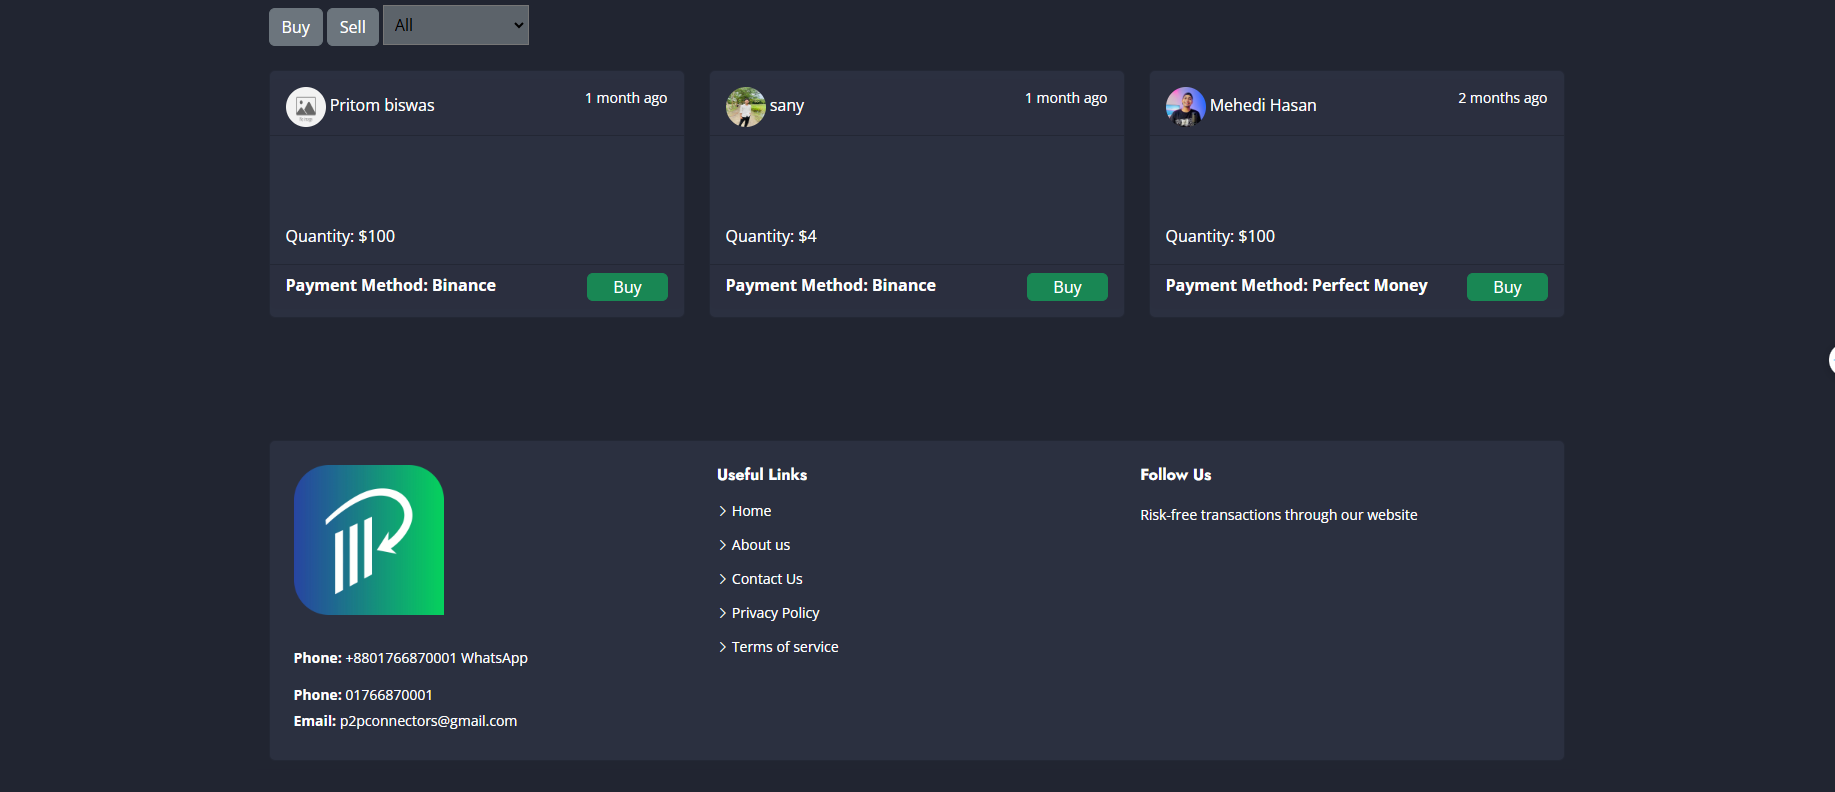 Buy Sell All
Pritom biswas 1 month ago
Quantity: $100
Payment Method: Binance Buy
sany 1 month ago
Quantity: $4
Payment Method: Binance Buy
Mehedi Hasan 2 months ago
Quantity: $100
Payment Method: Perfect Money Buy
Phone: +8801766870001 WhatsApp
Phone: 01766870001
Email: p2pconnectors@gmail.com
Useful Links
Home
About us
Contact Us
Privacy Policy
Terms of service
Follow Us
Risk-free transactions through our website